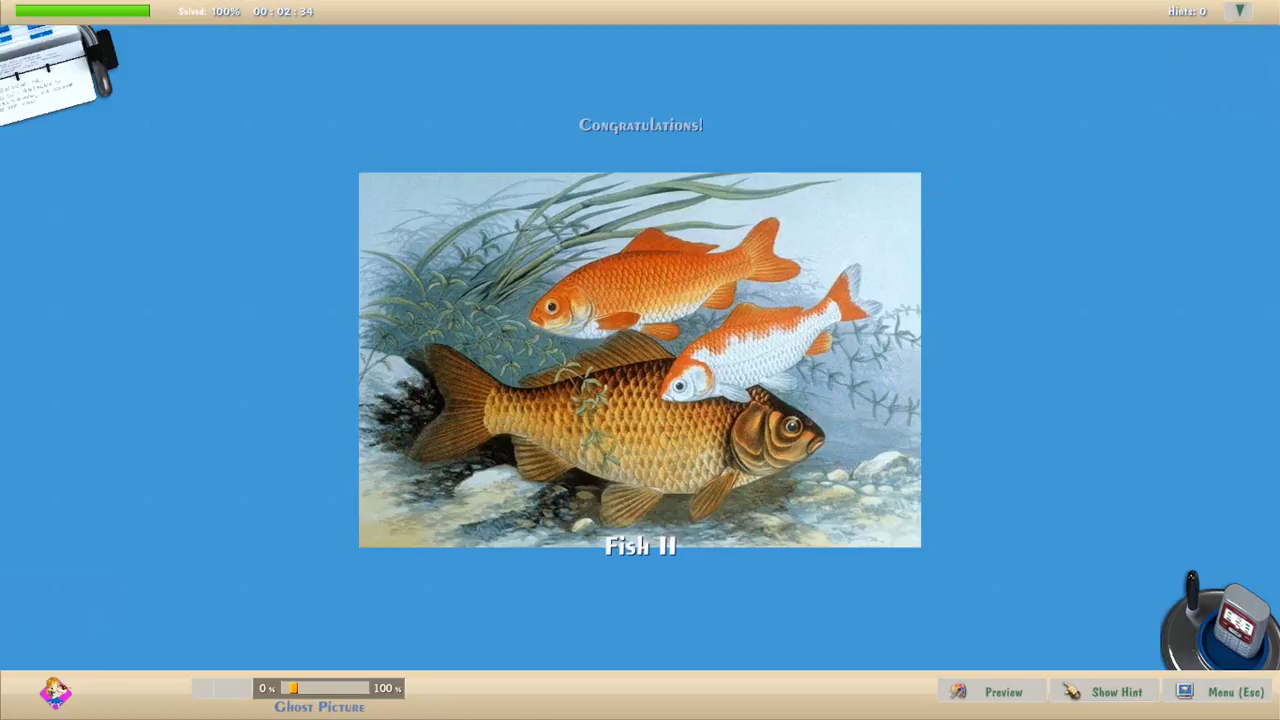 Solved: 100% 00 : 02 : 34
Hints: 0
Congratulations!
Fish II
0 % 100 %
Ghost Picture
Preview
Show Hint
Menu (Esc)